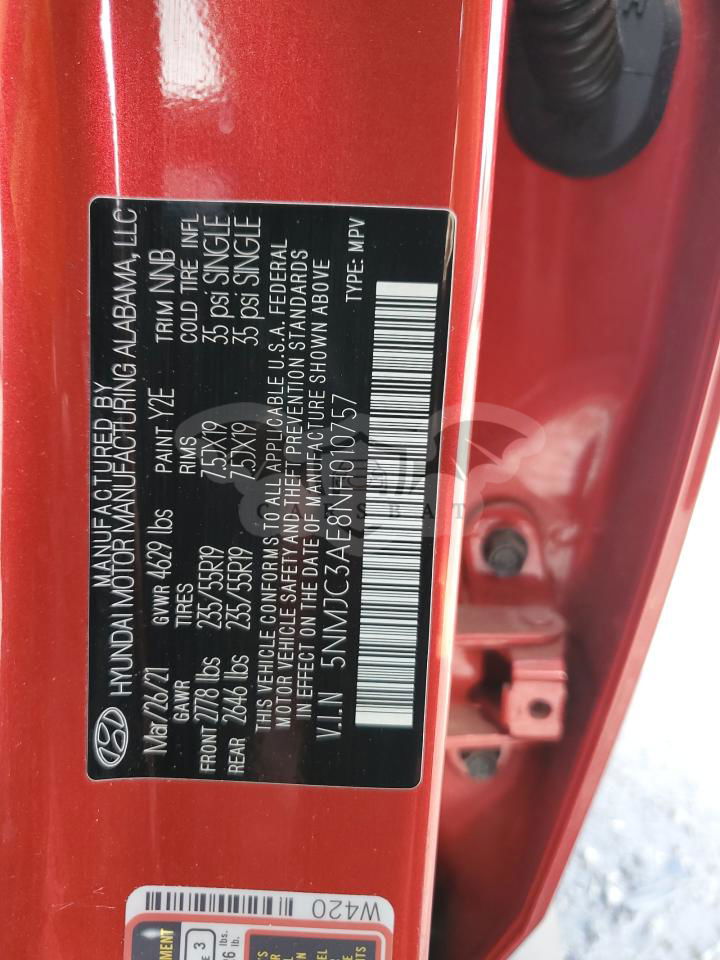 MANUFACTURED BY
HYUNDAI MOTOR MANUFACTURING ALABAMA, LLC
Mar/26/21 GVWR 4629 lbs PAINT Y2E TRIM NNB
GAWR TIRES RIMS COLD TIRE INFL
FRONT 2778 lbs 235/55R19 7.5JX19 35 psi SINGLE
REAR 2646 lbs 235/55R19 7.5JX19 35 psi SINGLE
THIS VEHICLE CONFORMS TO ALL APPLICABLE U.S.A. FEDERAL
MOTOR VEHICLE SAFETY AND THEFT PREVENTION STANDARDS
IN EFFECT ON THE DATE OF MANUFACTURE SHOWN ABOVE
V.I.N 5NMJC3AE8NH010757
TYPE: MPV
CARSBAT
W420
3